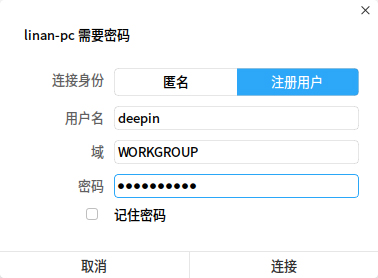 linan-pc 需要密码
连接身份 匿名 注册用户
用户名 deepin
域 WORKGROUP
密码 ••••••••••
记住密码
取消 连接